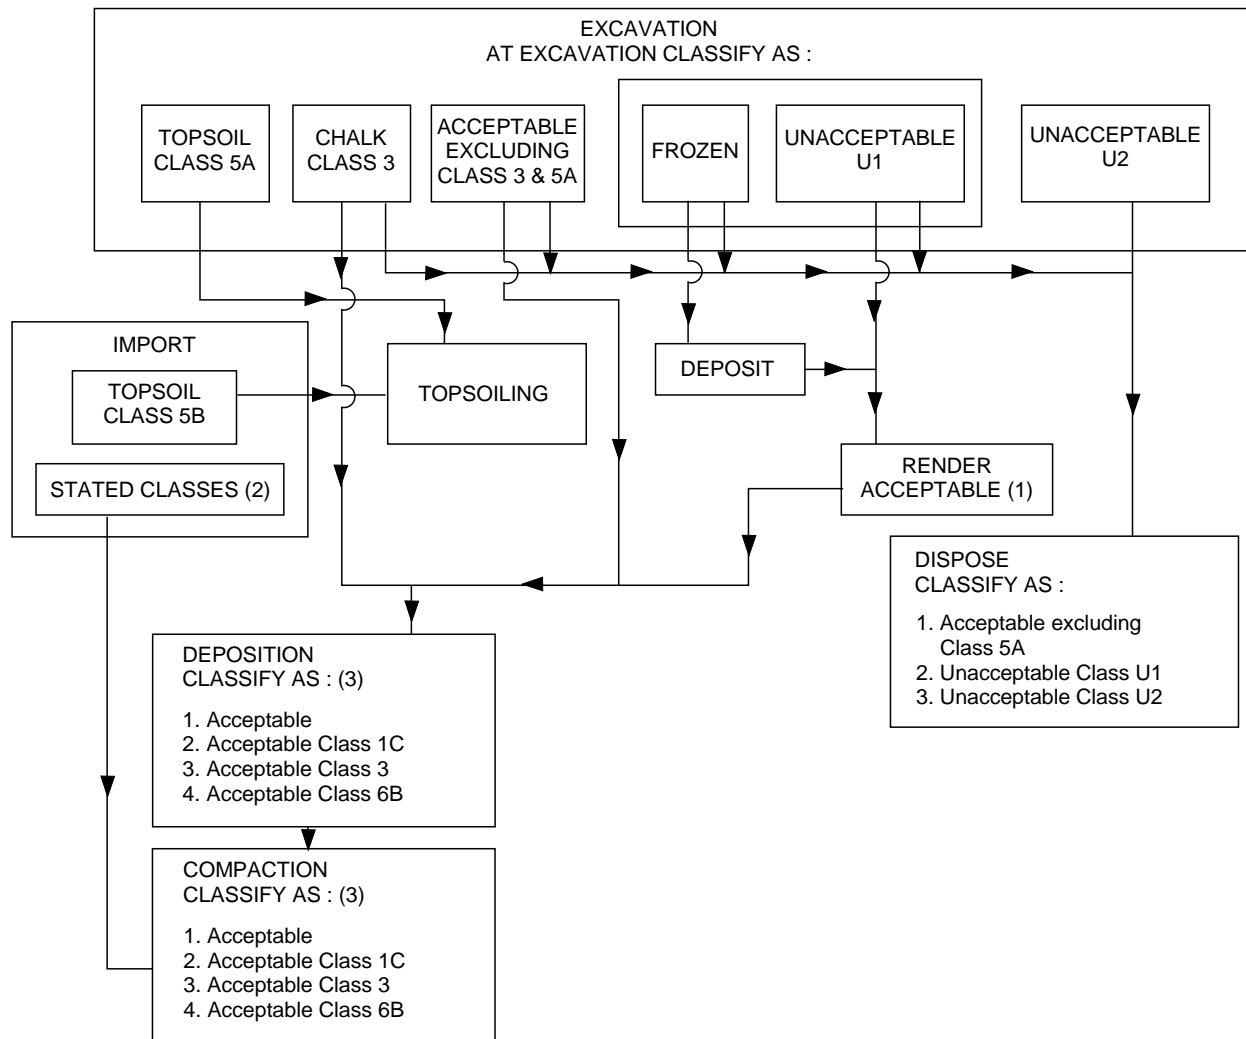 EXCAVATION
AT EXCAVATION CLASSIFY AS :
TOPSOIL
CLASS 5A
CHALK
CLASS 3
ACCEPTABLE
EXCLUDING
CLASS 3 & 5A
FROZEN
UNACCEPTABLE
U1
UNACCEPTABLE
U2
IMPORT
TOPSOIL
CLASS 5B
STATED CLASSES (2)
TOPSOILING
DEPOSIT
RENDER
ACCEPTABLE (1)
DISPOSE
CLASSIFY AS :
1. Acceptable excluding
Class 5A
2. Unacceptable Class U1
3. Unacceptable Class U2
DEPOSITION
CLASSIFY AS : (3)
1. Acceptable
2. Acceptable Class 1C
3. Acceptable Class 3
4. Acceptable Class 6B
COMPACTION
CLASSIFY AS : (3)
1. Acceptable
2. Acceptable Class 1C
3. Acceptable Class 3
4. Acceptable Class 6B